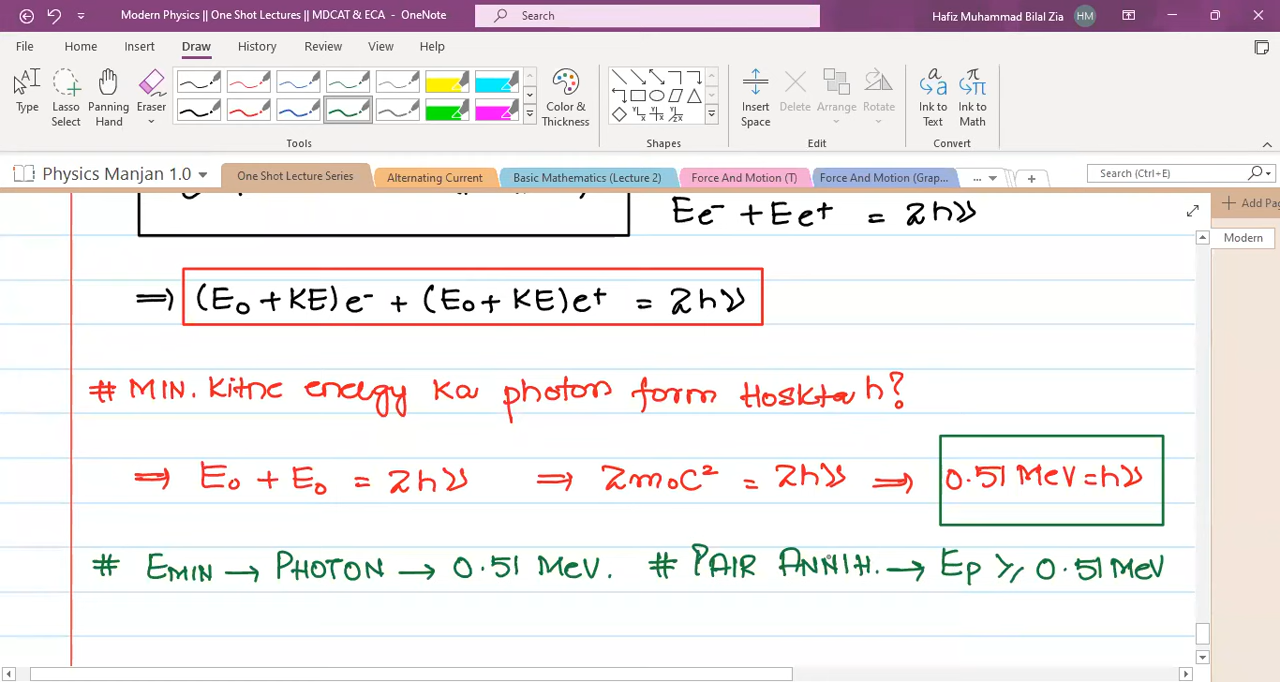 Modern Physics || One Shot Lectures || MDCAT & ECA - OneNote
Search
Hafiz Muhammad Bilal Zia HM
File Home Insert Draw History Review View Help
Type Lasso Select Panning Hand Eraser Color & Thickness Insert Space Delete Arrange Rotate Ink to Text Ink to Math
Tools Shapes Edit Convert
Physics Manjan 1.0 One Shot Lecture Series Alternating Current Basic Mathematics (Lecture 2) Force And Motion (T) Force And Motion (Grap... ... + Search (Ctrl+E)
+ Add Pag
Modern
Ee⁻ + Ee⁺ = 2hν
⇒ (E₀ + KE)e⁻ + (E₀ + KE)e⁺ = 2hν
# MIN. Kitne energy Ka photon form Hoskta h?
⇒ E₀ + E₀ = 2hν ⇒ 2m₀c² = 2hν ⇒ 0.51 MeV = hν
# EMIN → PHOTON → 0.51 MeV. # PAIR ANNIH. → Ep ⩾ 0.51 MeV